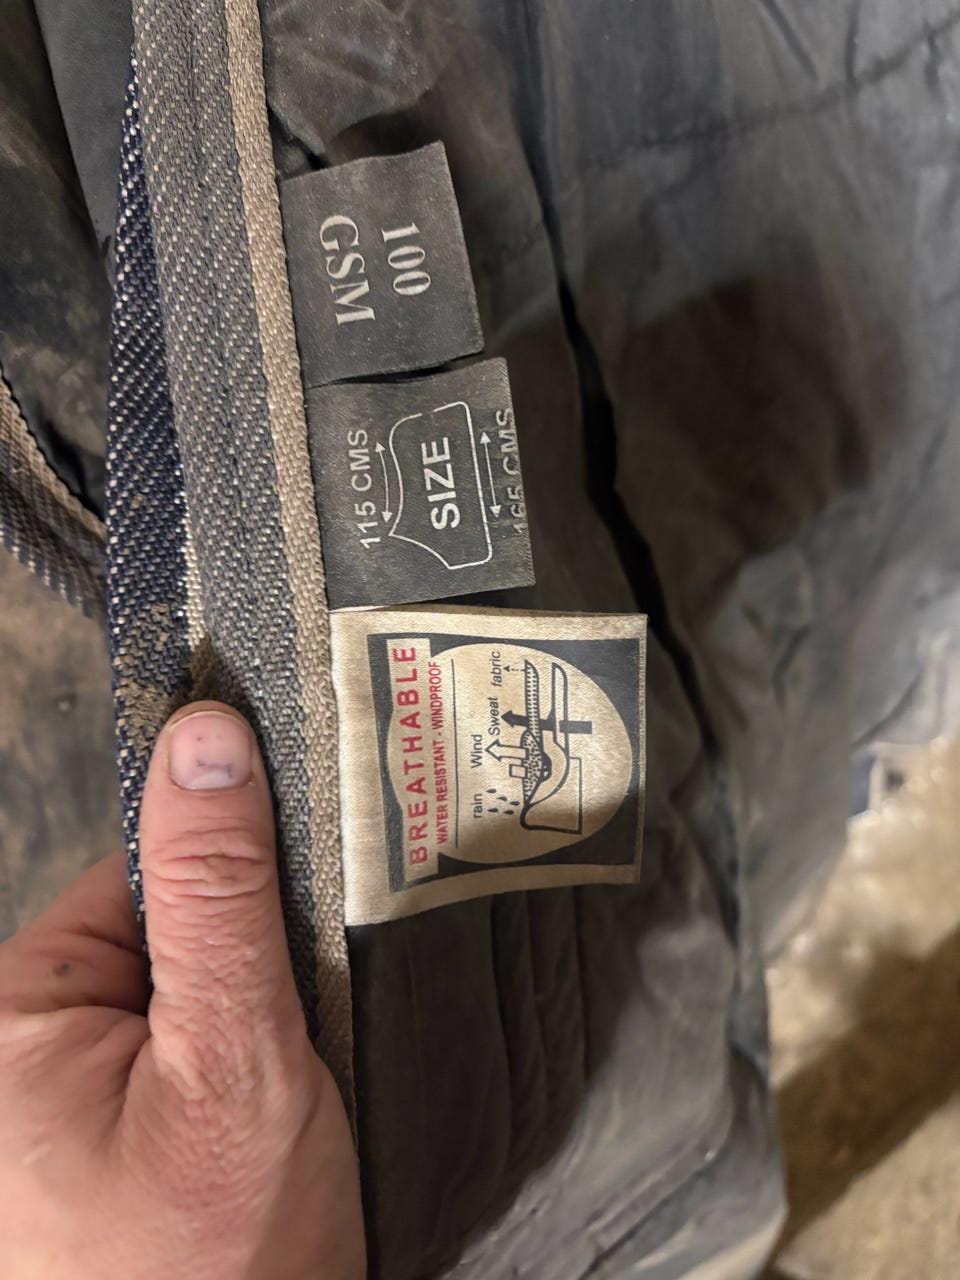 100
GSM
115 CMS
SIZE
165 CMS
BREATHABLE
WATER RESISTANT - WINDPROOF
rain
Wind
Sweat
fabric